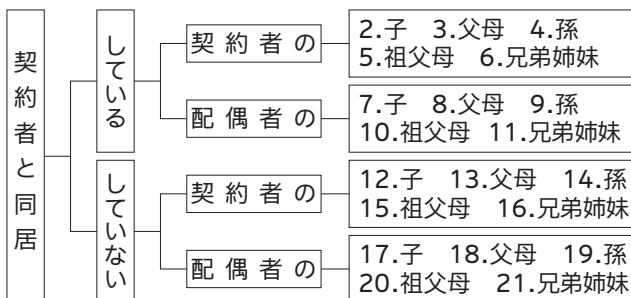 契約者と同居
している
契約者の
2.子 3.父母 4.孫
5.祖父母 6.兄弟姉妹
配偶者の
7.子 8.父母 9.孫
10.祖父母 11.兄弟姉妹
していない
契約者の
12.子 13.父母 14.孫
15.祖父母 16.兄弟姉妹
配偶者の
17.子 18.父母 19.孫
20.祖父母 21.兄弟姉妹